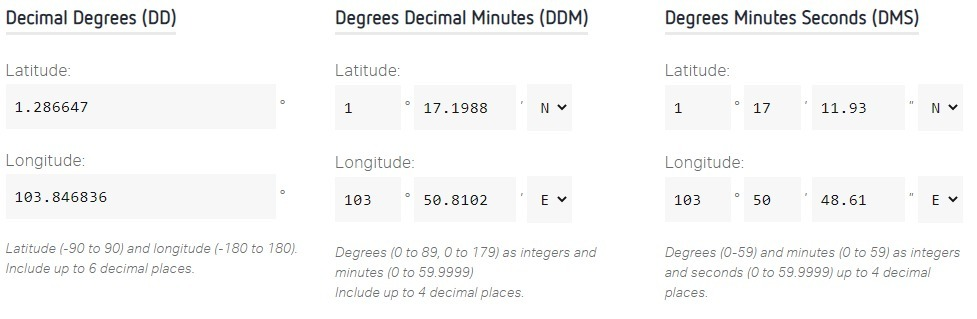 Decimal Degrees (DD)
Latitude:
1.286647 °
Longitude:
103.846836 °
Latitude (-90 to 90) and longitude (-180 to 180).
Include up to 6 decimal places.
Degrees Decimal Minutes (DDM)
Latitude:
1 ° 17.1988 ′ N
Longitude:
103 ° 50.8102 ′ E
Degrees (0 to 89, 0 to 179) as integers and
minutes (0 to 59.9999)
Include up to 4 decimal places.
Degrees Minutes Seconds (DMS)
Latitude:
1 ° 17 ′ 11.93 ″ N
Longitude:
103 ° 50 ′ 48.61 ″ E
Degrees (0-59) and minutes (0 to 59) as integers
and seconds (0 to 59.9999) up to 4 decimal
places.